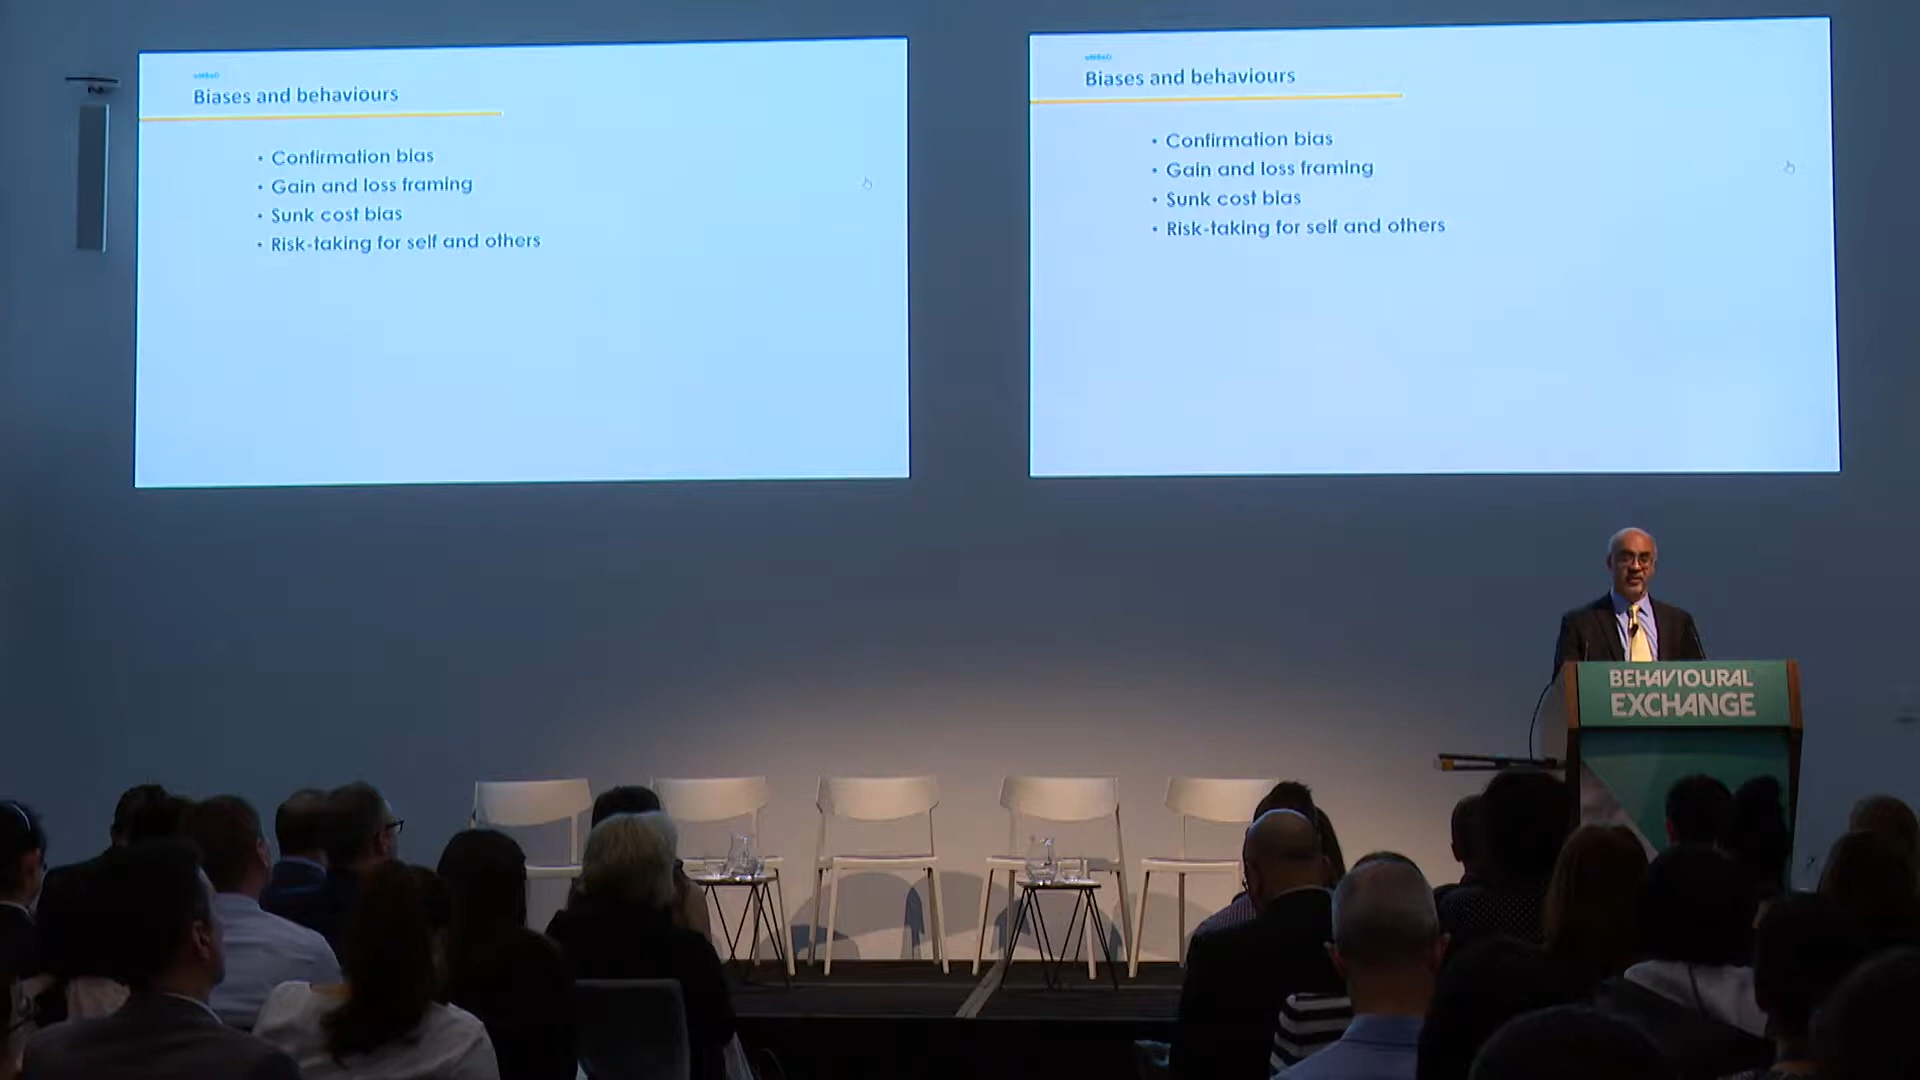 eMBeD
Biases and behaviours
• Confirmation bias
• Gain and loss framing
• Sunk cost bias
• Risk-taking for self and others
eMBeD
Biases and behaviours
• Confirmation bias
• Gain and loss framing
• Sunk cost bias
• Risk-taking for self and others
BEHAVIOURAL
EXCHANGE